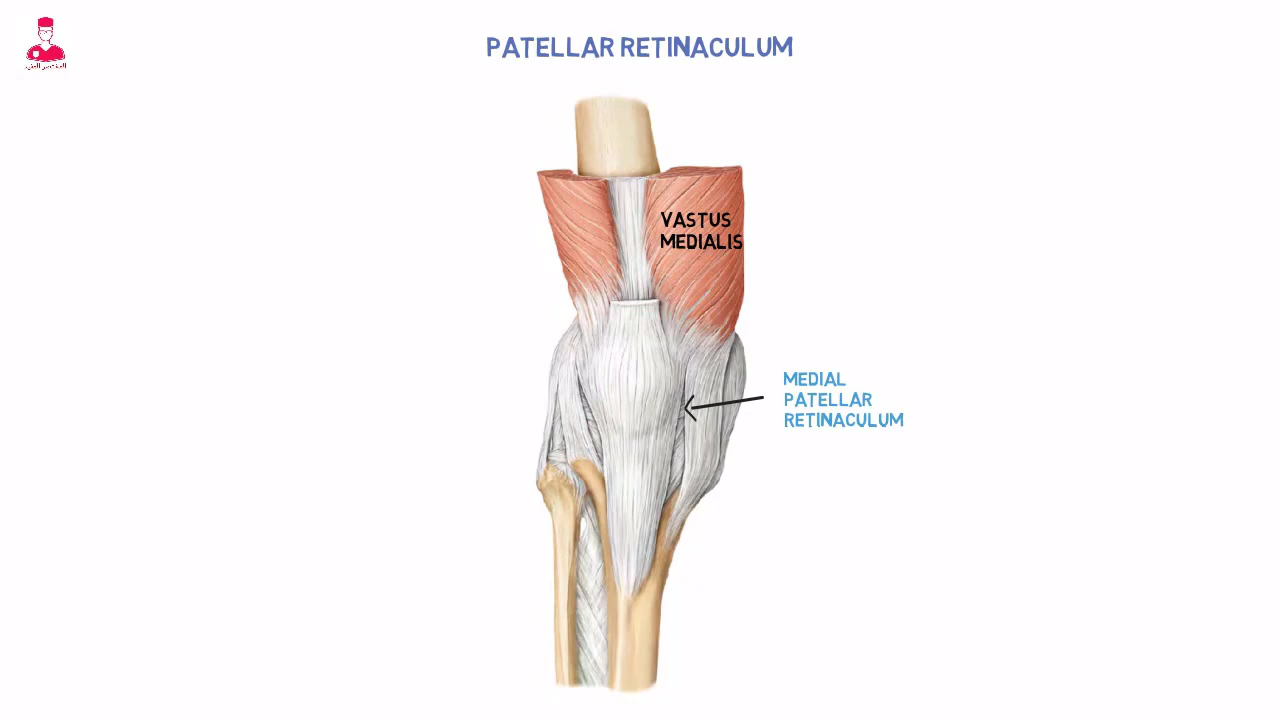 PATELLAR RETINACULUM
VASTUS
MEDIALIS
MEDIAL
PATELLAR
RETINACULUM